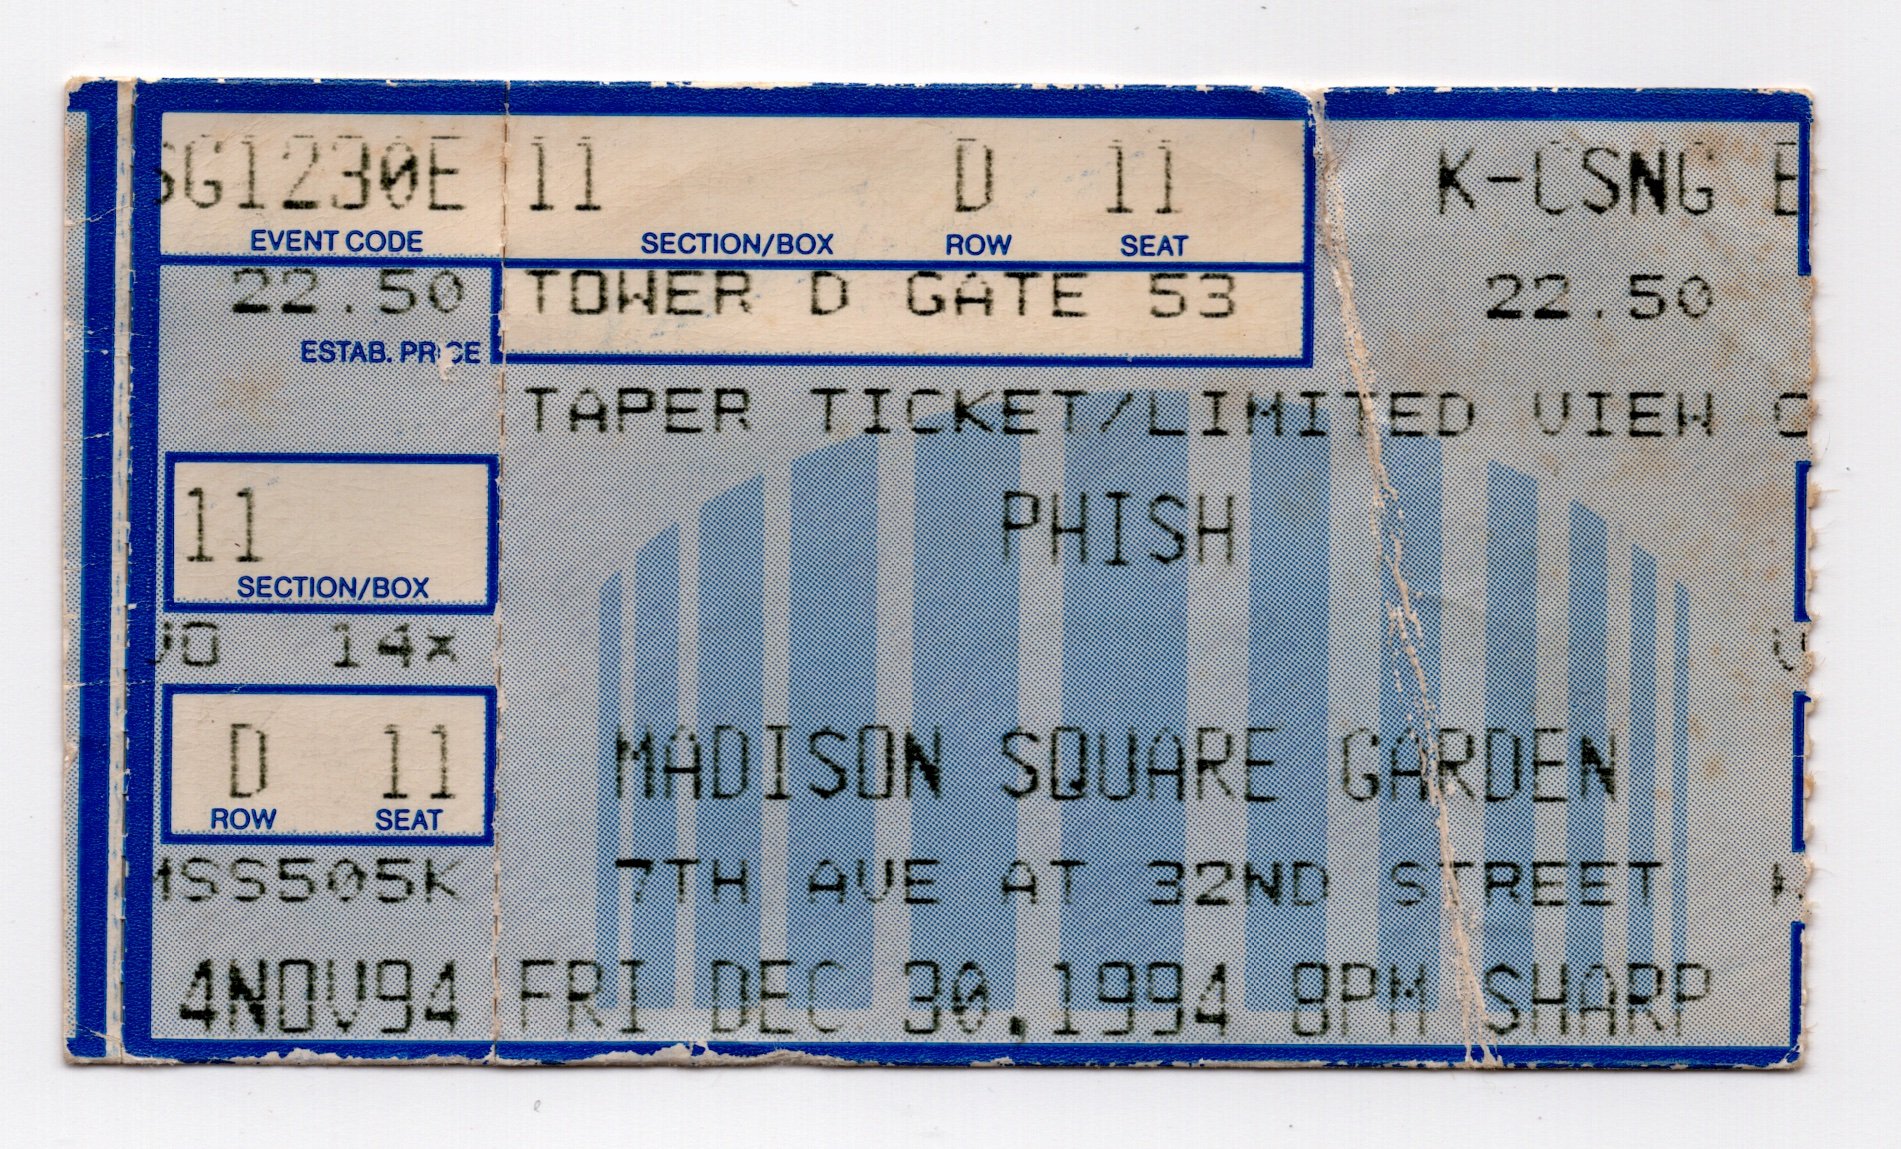 SG1230E 11 D 11 K-CSNG E
EVENT CODE SECTION/BOX ROW SEAT
22.50 TOWER D GATE 53 22.50
ESTAB. PRICE
TAPER TICKET/LIMITED VIEW
11 PHISH
SECTION/BOX
14×
D 11 MADISON SQUARE GARDEN
ROW SEAT
MSS505K 7TH AVE AT 32ND STREET
4NOV94 FRI DEC 30,1994 8PM SHARP